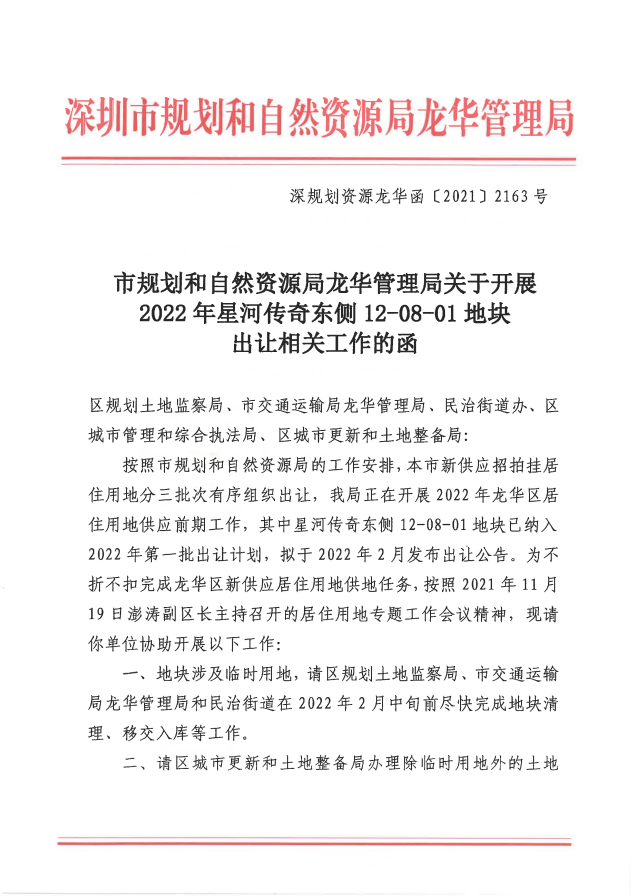 深圳市规划和自然资源局龙华管理局
深规划资源龙华函〔2021〕2163号
市规划和自然资源局龙华管理局关于开展
2022年星河传奇东侧12-08-01地块
出让相关工作的函
区规划土地监察局、市交通运输局龙华管理局、民治街道办、区
城市管理和综合执法局、区城市更新和土地整备局：
按照市规划和自然资源局的工作安排，本市新供应招拍挂居
住用地分三批次有序组织出让，我局正在开展2022年龙华区居
住用地供应前期工作，其中星河传奇东侧12-08-01地块已纳入
2022年第一批出让计划，拟于2022年2月发布出让公告。为不
折不扣完成龙华区新供应居住用地供地任务，按照2021年11月
19日澎涛副区长主持召开的居住用地专题工作会议精神，现请
你单位协助开展以下工作：
一、地块涉及临时用地，请区规划土地监察局、市交通运输
局龙华管理局和民治街道在2022年2月中旬前尽快完成地块清
理、移交入库等工作。
二、请区城市更新和土地整备局办理除临时用地外的土地